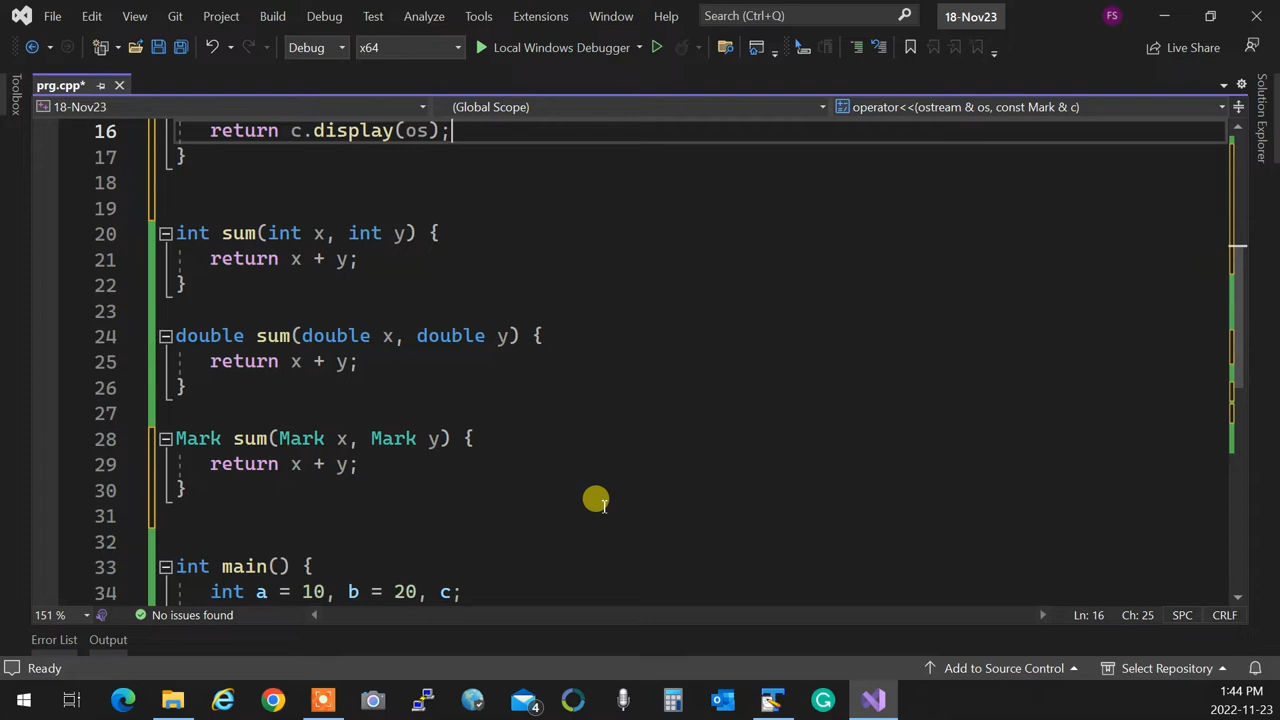 File Edit View Git Project Build Debug Test Analyze Tools Extensions Window Help Search (Ctrl+Q) 18-Nov23 FS
Debug x64 Local Windows Debugger Live Share
prg.cpp*
18-Nov23 (Global Scope) operator<<(ostream & os, const Mark & c)
Toolbox
Solution Explorer
16 return c.display(os);
17 }
18
19
20 int sum(int x, int y) {
21 return x + y;
22 }
23
24 double sum(double x, double y) {
25 return x + y;
26 }
27
28 Mark sum(Mark x, Mark y) {
29 return x + y;
30 }
31
32
33 int main() {
34 int a = 10, b = 20, c;
151 % No issues found Ln: 16 Ch: 25 SPC CRLF
Error List Output
Ready Add to Source Control Select Repository
4
1:44 PM
2022-11-23